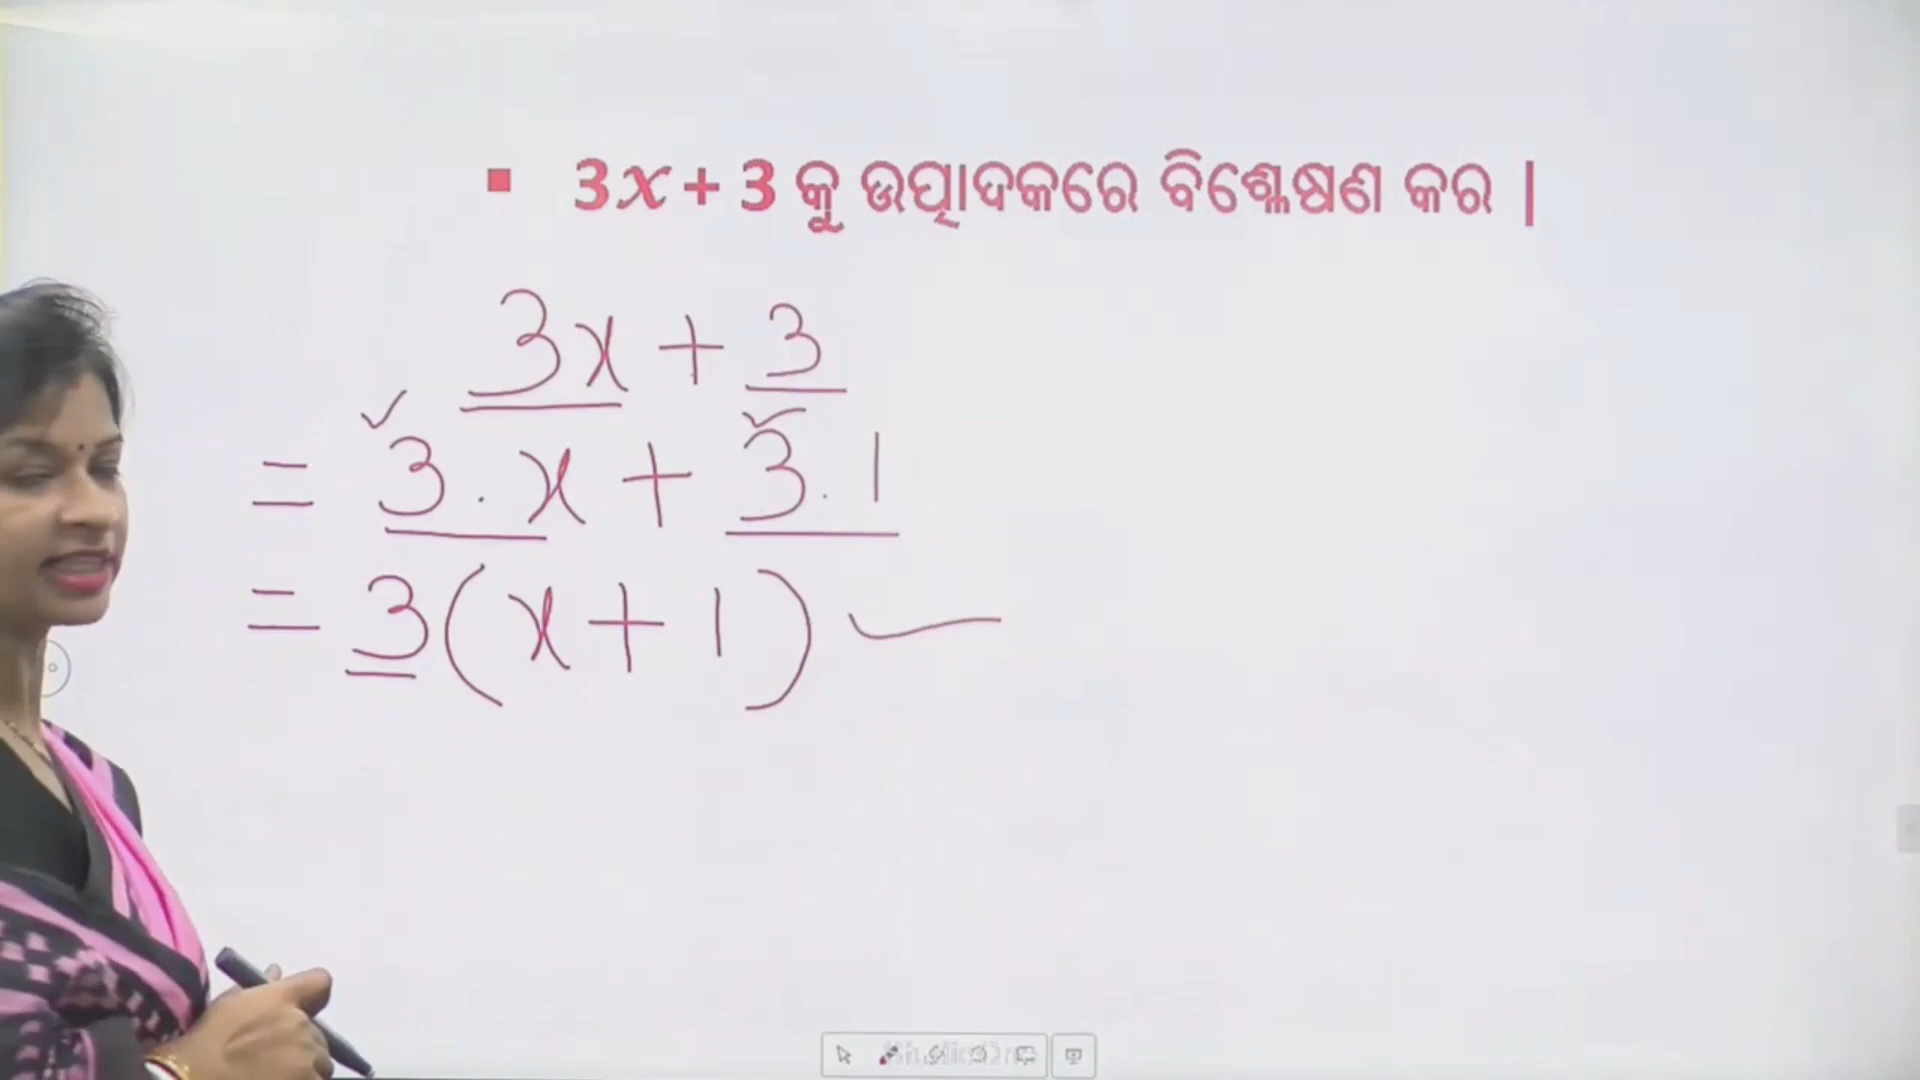 ▪ 3x + 3 କୁ ଉତ୍ପାଦକରେ ବିଶ୍ଳେଷଣ କର |
3x + 3
= 3 . x + 3 . 1
= 3 ( x + 1 )